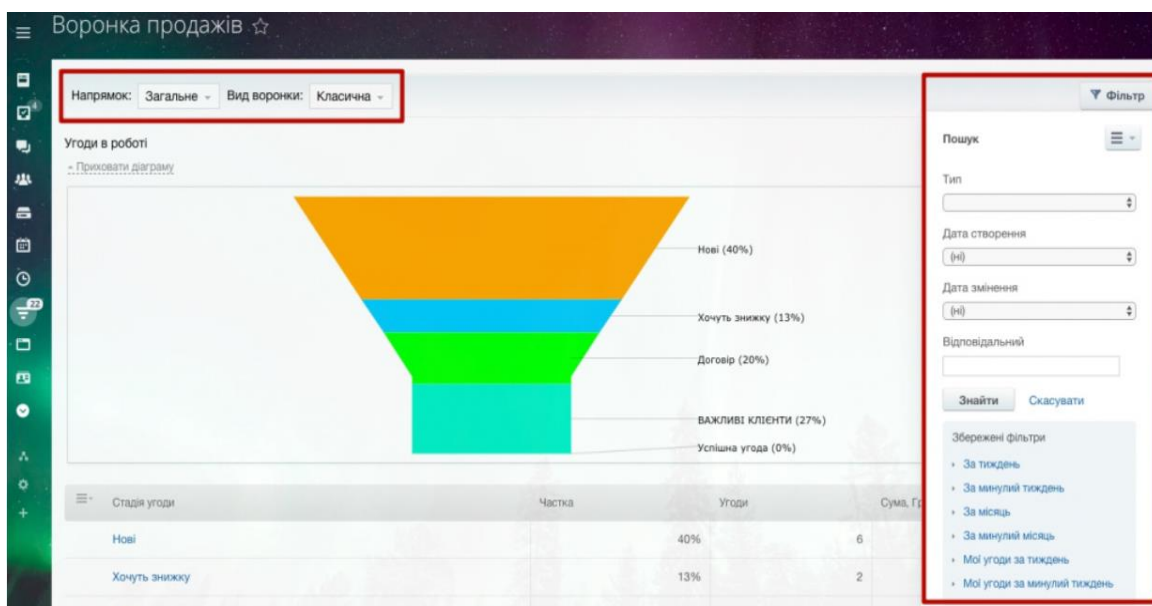 Воронка продажів
4
22
Напрямок: Загальне Вид воронки: Класична
Угоди в роботі
Приховати діаграму
Нові (40%)
Хочуть знижку (13%)
Договір (20%)
ВАЖЛИВІ КЛІЄНТИ (27%)
Успішна угода (0%)
Стадія угоди Частка Угоди Сума,
Нові 40% 6
Хочуть знижку 13% 2
Фільтр
Пошук
Тип
Дата створення
(ні)
Дата змінення
(ні)
Відповідальний
Знайти Скасувати
Збережені фільтри
За тиждень
За минулий тиждень
За місяць
За минулий місяць
Мої угоди за тиждень
Мої угоди за минулий тиждень